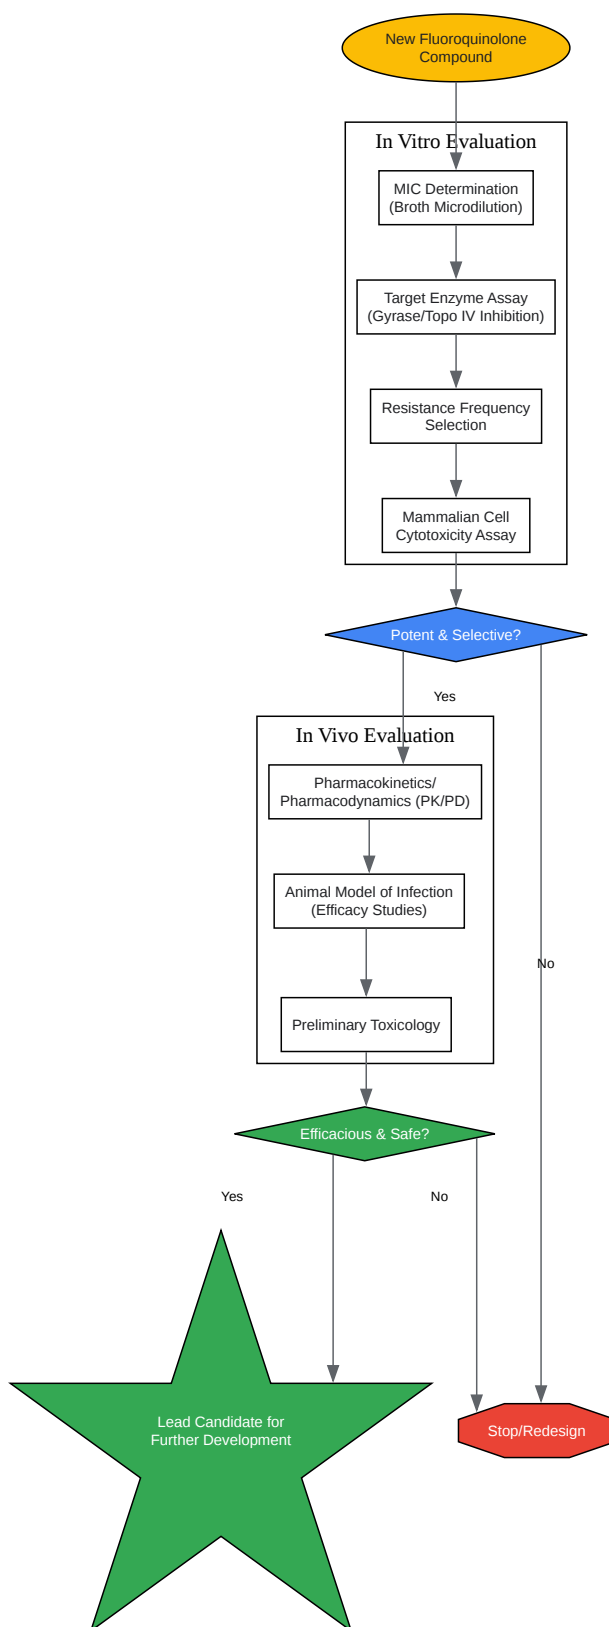 New Fluoroquinolone
Compound
In Vitro Evaluation
MIC Determination
(Broth Microdilution)
Target Enzyme Assay
(Gyrase/Topo IV Inhibition)
Resistance Frequency
Selection
Mammalian Cell
Cytotoxicity Assay
Potent & Selective?
Yes
In Vivo Evaluation
Pharmacokinetics/
Pharmacodynamics (PK/PD)
Animal Model of Infection
(Efficacy Studies)
No
Preliminary Toxicology
Efficacious & Safe?
Yes
No
Lead Candidate for
Further Development
Stop/Redesign